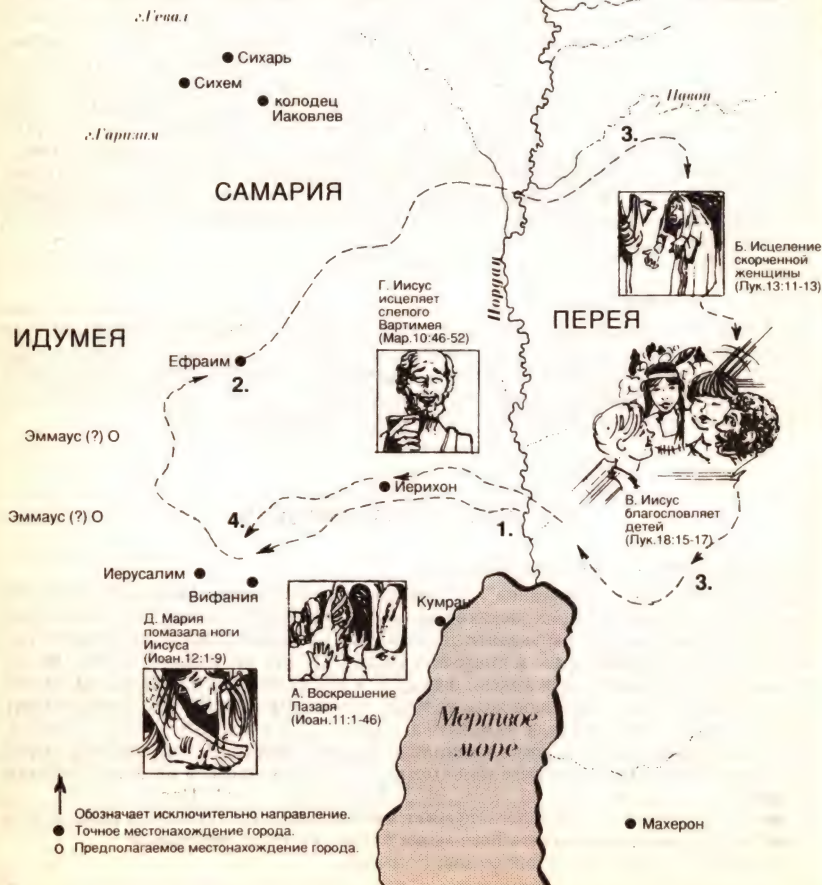 г.Гевал
Сихарь
Сихем
колодец
Иаковлев
г.Гаризим
САМАРИЯ
3.
Б. Исцеление
скорченной
женщины
(Лук.13:11-13)
Иордан
Г. Иисус
исцеляет
слепого
Вартимея
(Мар.10:46-52)
ПЕРЕЯ
ИДУМЕЯ
Ефраим
2.
Эммаус (?) О
Иерихон
В. Иисус
благословляет
детей
(Лук.18:15-17)
Эммаус (?) О
4.
1.
3.
Иерусалим
Вифания
Кумран
Д. Мария
помазала ноги
Иисуса
(Иоан.12:1-9)
А. Воскрешение
Лазаря
(Иоан.11:1-46)
Мертвое
море
Обозначает исключительно направление.
Точное местонахождение города.
О Предполагаемое местонахождение города.
Махерон